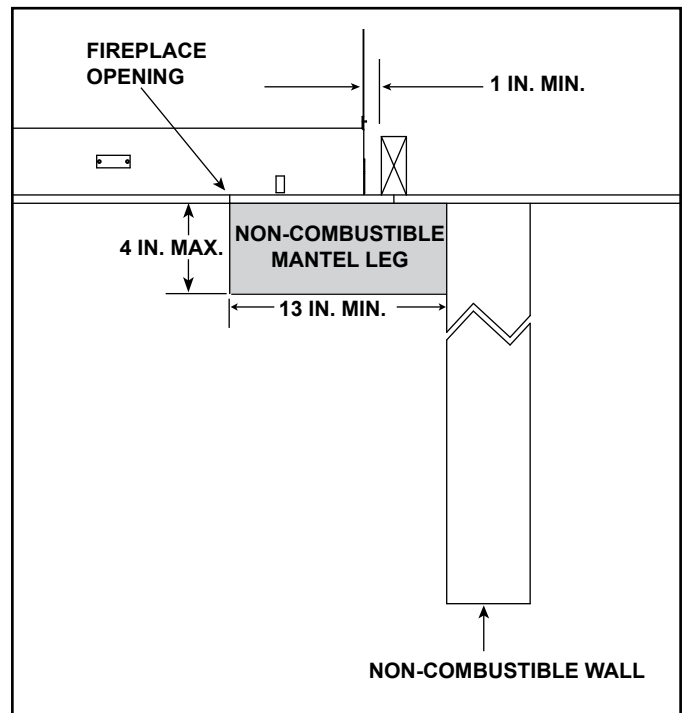 FIREPLACE
OPENING
1 IN. MIN.
4 IN. MAX.
NON-COMBUSTIBLE
MANTEL LEG
13 IN. MIN.
NON-COMBUSTIBLE WALL